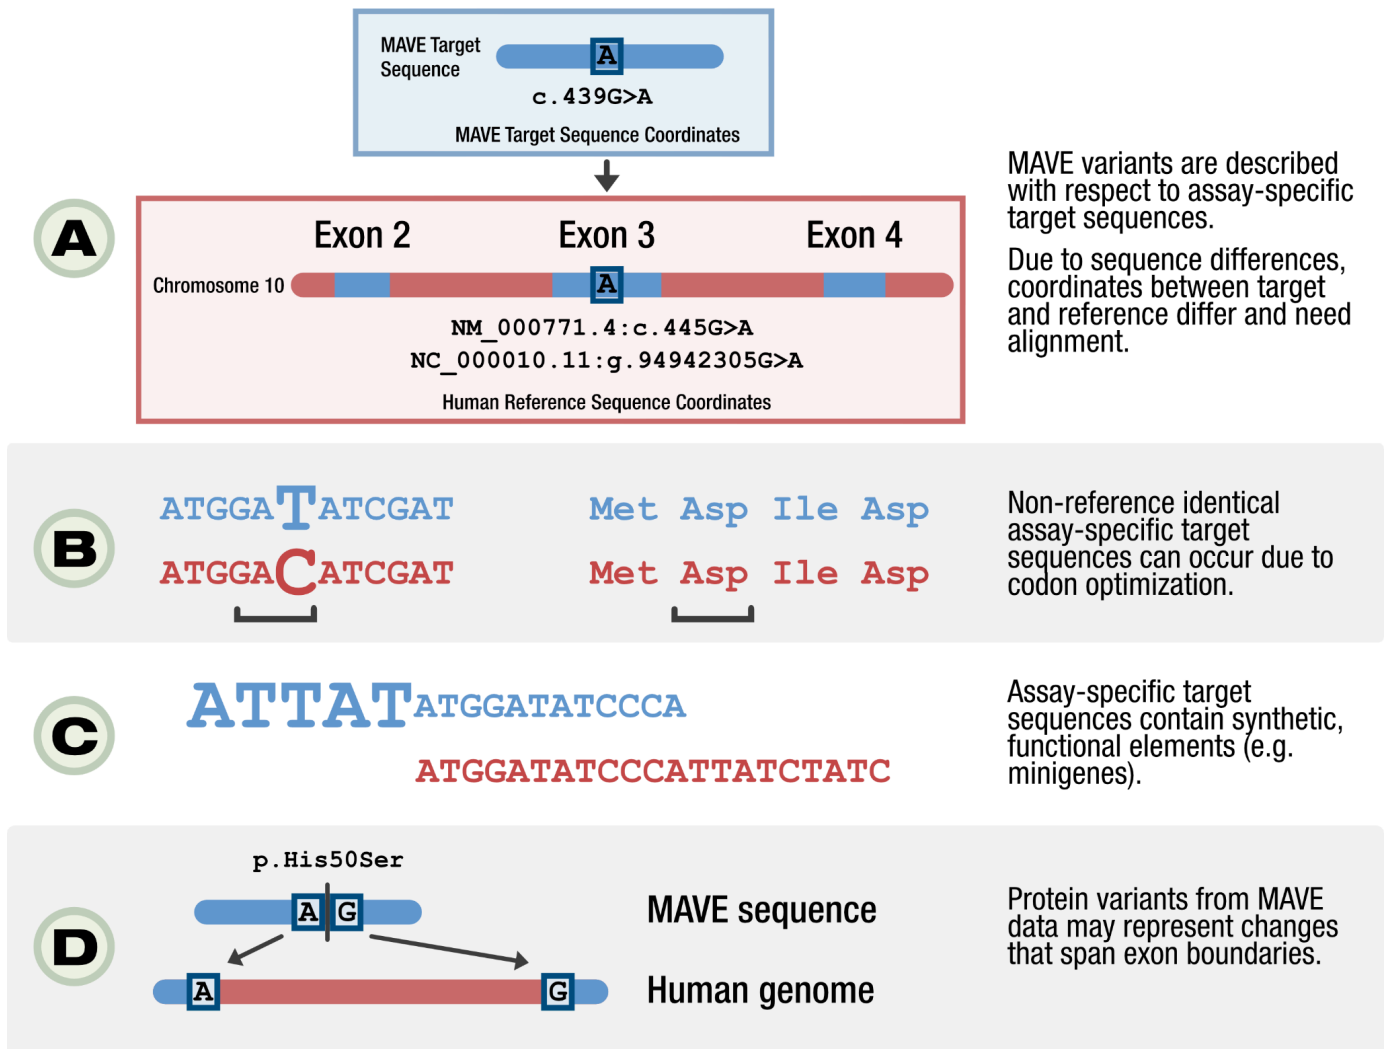 MAVE Target
Sequence
A
c.439G>A
MAVE Target Sequence Coordinates
A
Exon 2 Exon 3 Exon 4
Chromosome 10
A
NM_000771.4:c.445G>A
NC_000010.11:g.94942305G>A
Human Reference Sequence Coordinates
MAVE variants are described
with respect to assay-specific
target sequences.
Due to sequence differences,
coordinates between target
and reference differ and need
alignment.
B
ATGGATATCGAT Met Asp Ile Asp
ATGGACATCGAT Met Asp Ile Asp
Non-reference identical
assay-specific target
sequences can occur due to
codon optimization.
C
ATTATATGGATATCCCA
ATGGATATCCCATTATCTATC
Assay-specific target
sequences contain synthetic,
functional elements (e.g.
minigenes).
D
p.His50Ser
A G MAVE sequence
A G Human genome
Protein variants from MAVE
data may represent changes
that span exon boundaries.